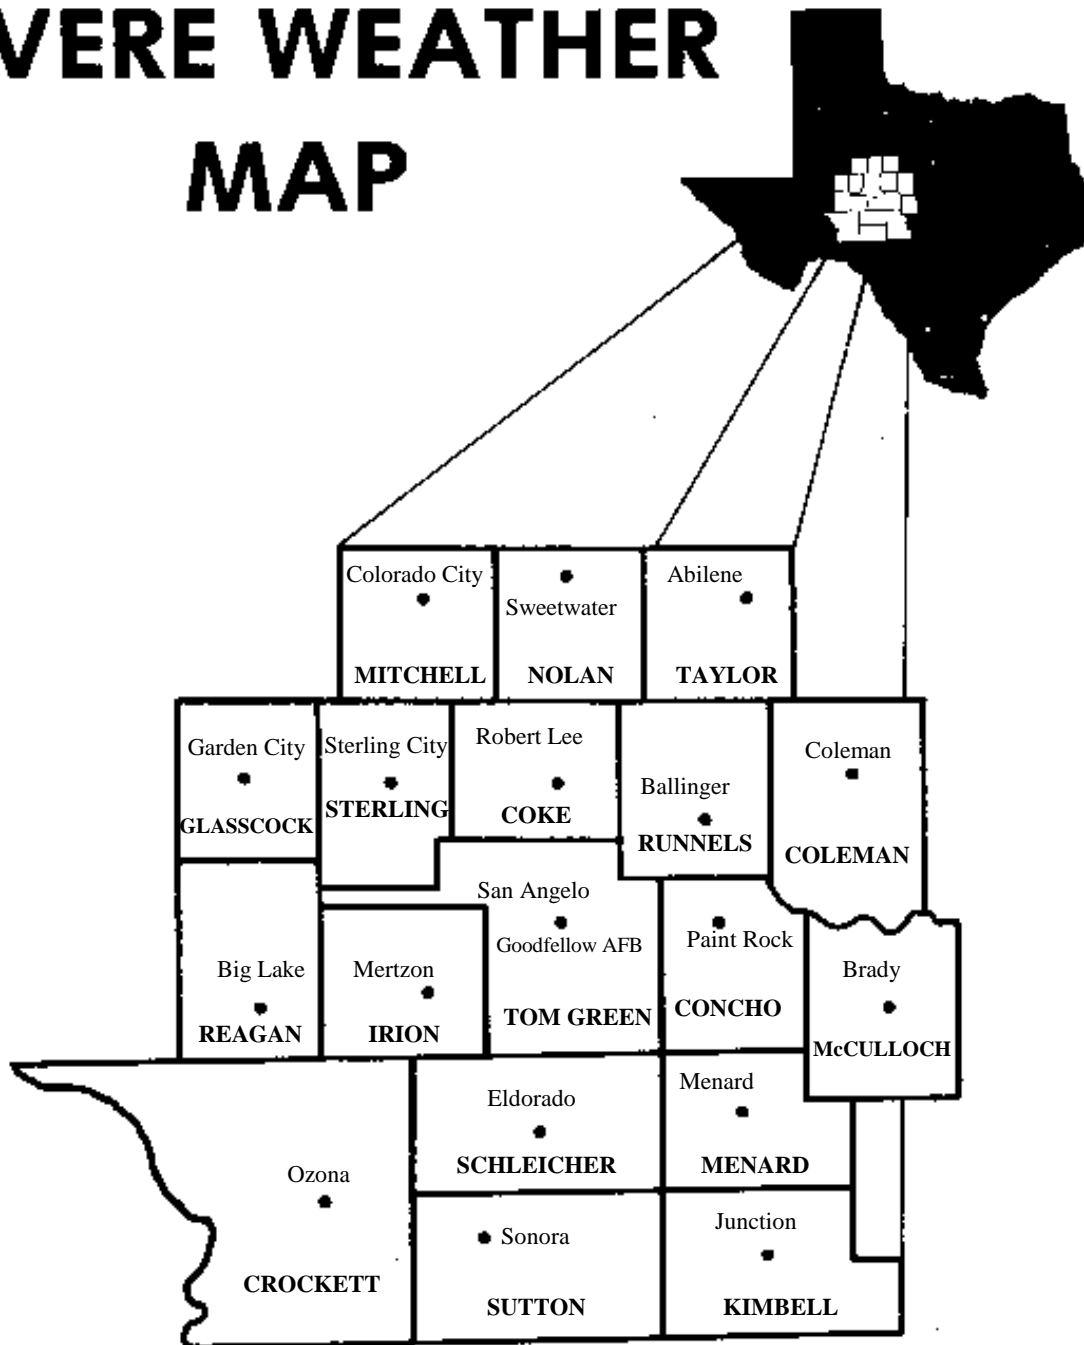 VERE WEATHER
MAP
Colorado City
Sweetwater
Abilene
MITCHELL
NOLAN
TAYLOR
Garden City
Sterling City
Robert Lee
Ballinger
Coleman
GLASSCOCK
STERLING
COKE
RUNNELS
COLEMAN
San Angelo
Goodfellow AFB
Paint Rock
Big Lake
Mertzon
Brady
REAGAN
IRION
TOM GREEN
CONCHO
McCULLOCH
Eldorado
Menard
SCHLEICHER
MENARD
Ozona
Sonora
Junction
CROCKETT
SUTTON
KIMBELL